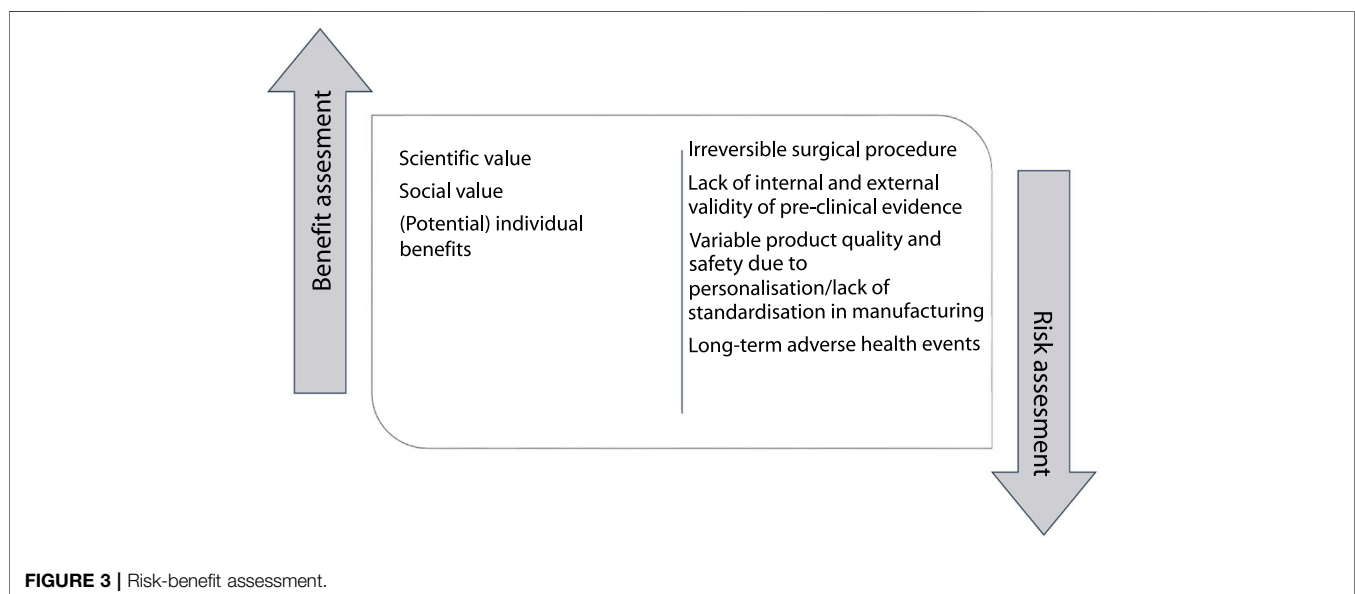 Benefit assessment
Scientific value
Social value
(Potential) individual
benefits
Irreversible surgical procedure
Lack of internal and external
validity of pre-clinical evidence
Variable product quality and
safety due to
personalisation/lack of
standardisation in manufacturing
Long-term adverse health events
Risk assesment
FIGURE 3 | Risk-benefit assessment.